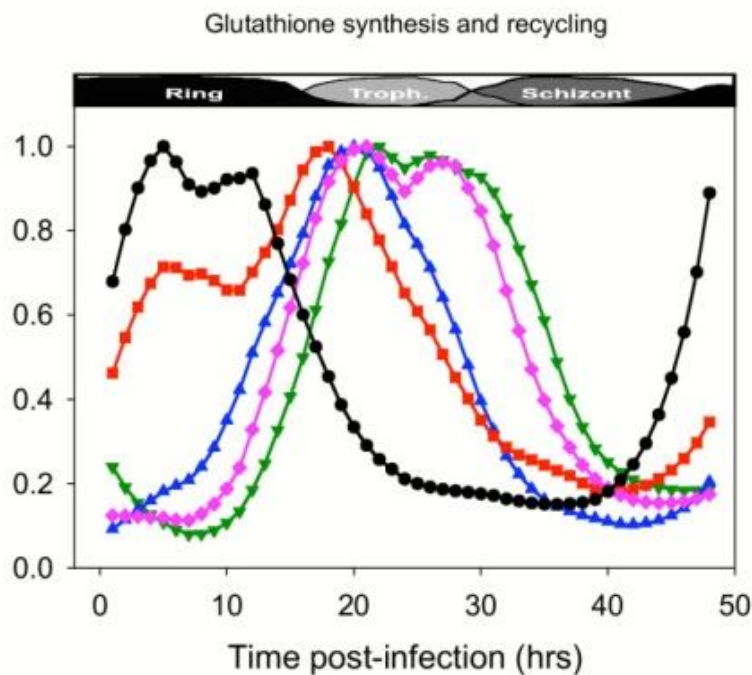 Glutathione synthesis and recycling
Ring Troph. Schizont
1.0
0.8
0.6
0.4
0.2
0.0
0 10 20 30 40 50
Time post-infection (hrs)